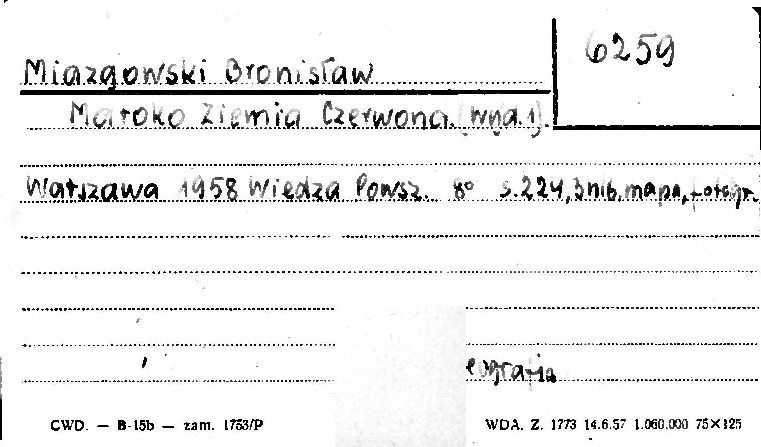 6259
Miazgowski Bronisław
Maroko Ziemia Czerwona. (wyd. 1).
Warszawa 1958 Wiedza Powsz. 8° s. 224, 3 nlb. mapa, fotogr.
eografia
CWD. — B-15b — zam. 1753/P
WDA. Z. 1773 14.6.57 1.060.000 75×125